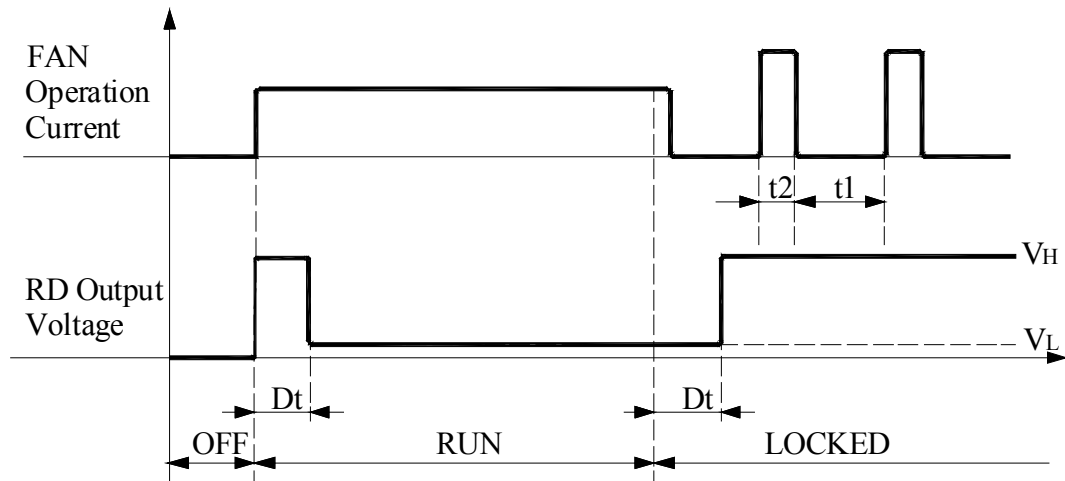 FAN
Operation
Current
t2
t1
RD Output
Voltage
VH
VL
Dt
Dt
OFF
RUN
LOCKED